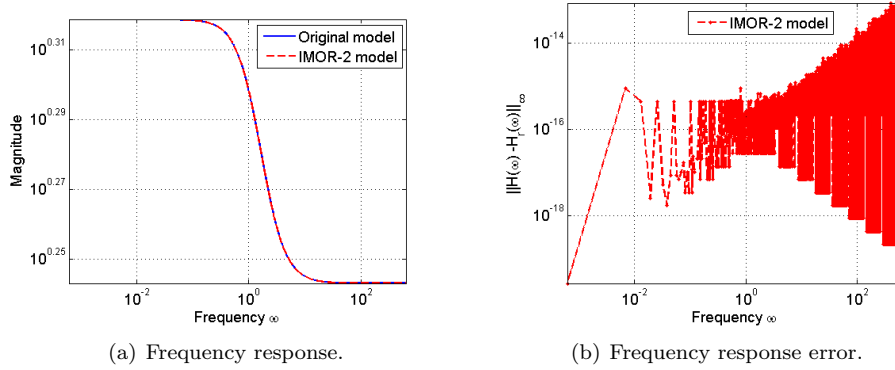 Original model
IMOR-2 model
10^0.31
10^0.29
10^0.27
10^0.25
Magnitude
10^-2
10^0
10^2
Frequency ω
(a) Frequency response.
IMOR-2 model
10^-14
10^-16
10^-18
||H(ω) -H_r(ω)||_∞
10^-2
10^0
10^2
Frequency ω
(b) Frequency response error.